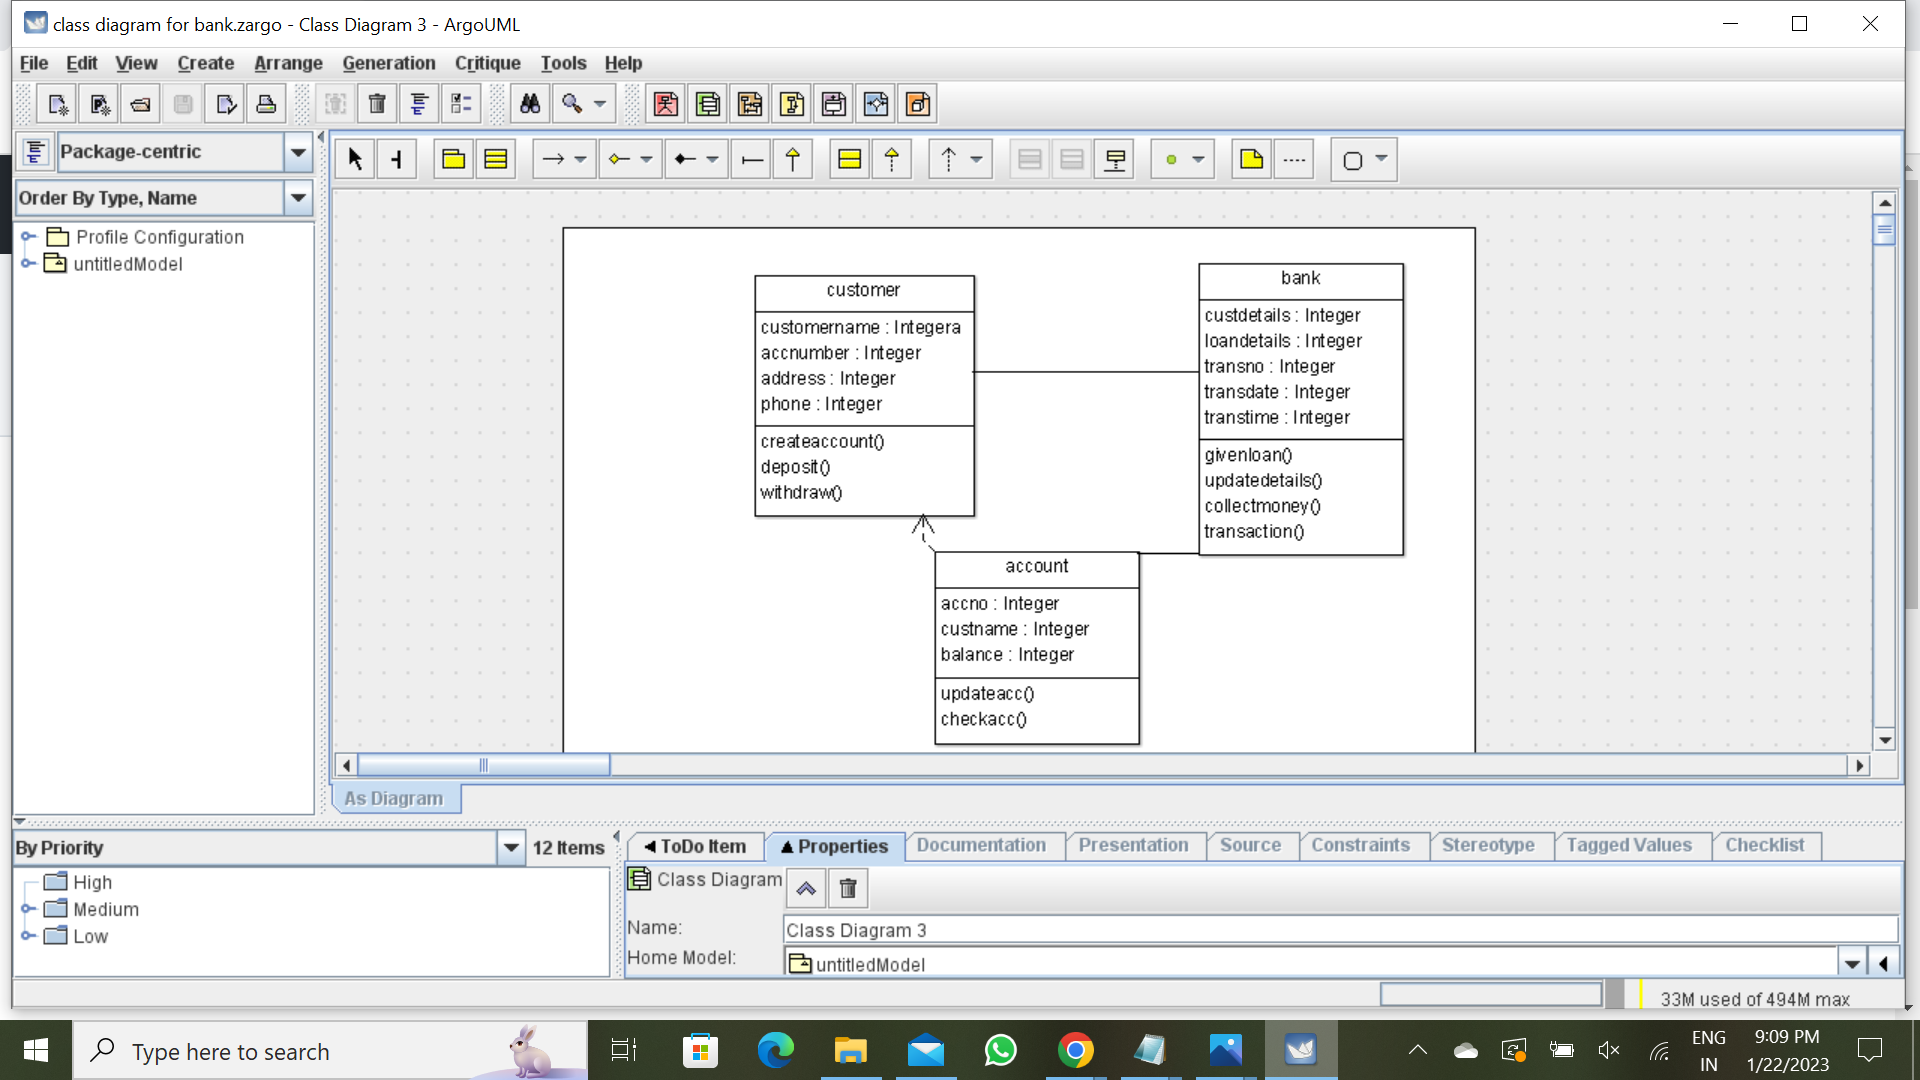 class diagram for bank.zargo - Class Diagram 3 - ArgoUML
File Edit View Create Arrange Generation Critique Tools Help
Package-centric
Order By Type, Name
Profile Configuration
untitledModel
customer
customername : Integera
accnumber : Integer
address : Integer
phone : Integer
createaccount()
deposit()
withdraw()
bank
custdetails : Integer
loandetails : Integer
transno : Integer
transdate : Integer
transtime : Integer
givenloan()
updatedetails()
collectmoney()
transaction()
account
accno : Integer
custname : Integer
balance : Integer
updateacc()
checkacc()
As Diagram
By Priority 12 Items
High
Medium
Low
ToDo Item Properties Documentation Presentation Source Constraints Stereotype Tagged Values Checklist
Class Diagram
Name: Class Diagram 3
Home Model: untitledModel
33M used of 494M max
Type here to search
ENG
IN
9:09 PM
1/22/2023